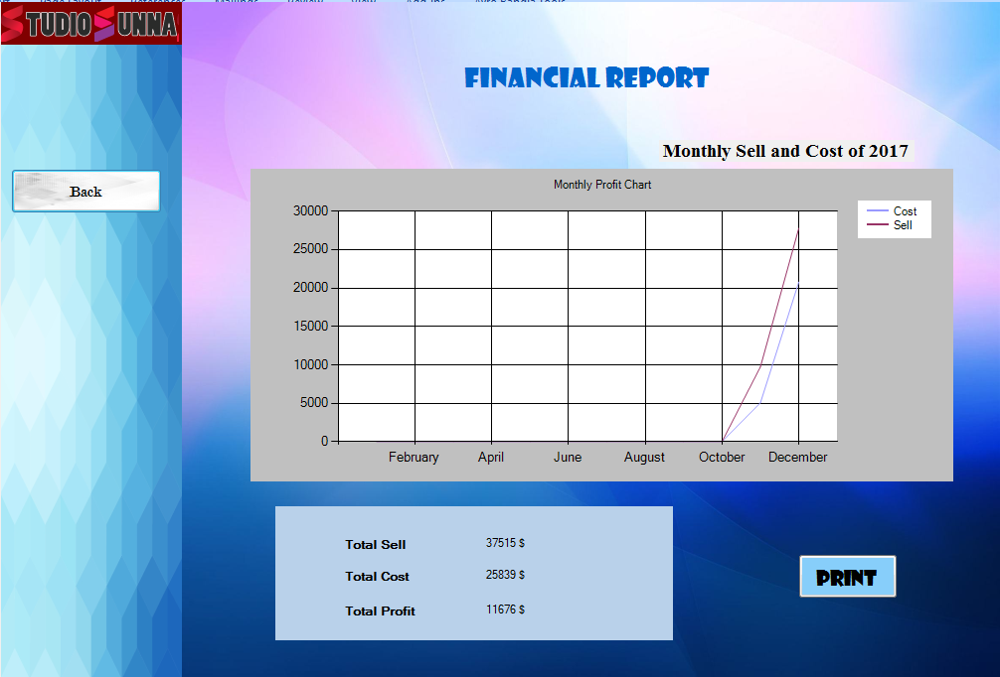 STUDIO SUNNA
FINANCIAL REPORT
Monthly Sell and Cost of 2017
Back
Monthly Profit Chart
30000
25000
20000
15000
10000
5000
0
February April June August October December
Cost
Sell
Total Sell 37515 $
Total Cost 25839 $
Total Profit 11676 $
PRINT